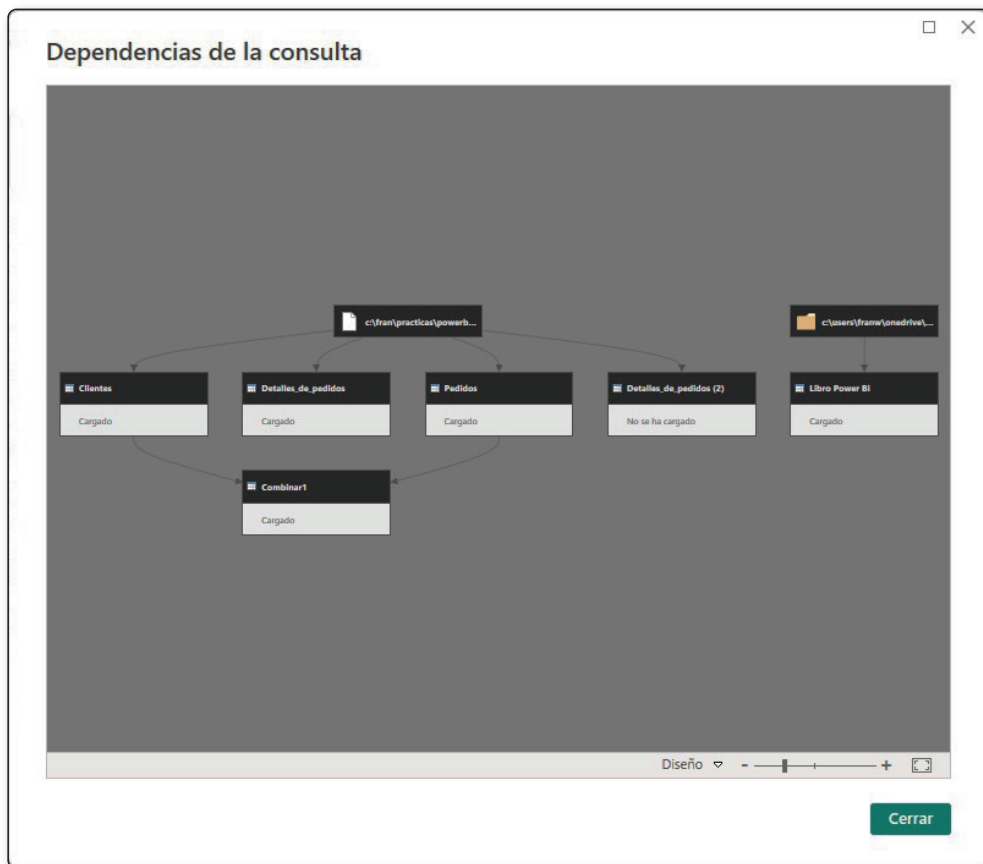 Dependencias de la consulta
c:\fran\practicas\powerb...
c:\users\franw\onedrive\...
Clientes
Cargado
Detalles_de_pedidos
Cargado
Pedidos
Cargado
Detalles_de_pedidos (2)
No se ha cargado
Libro Power BI
Cargado
Combinar1
Cargado
Diseño
Cerrar